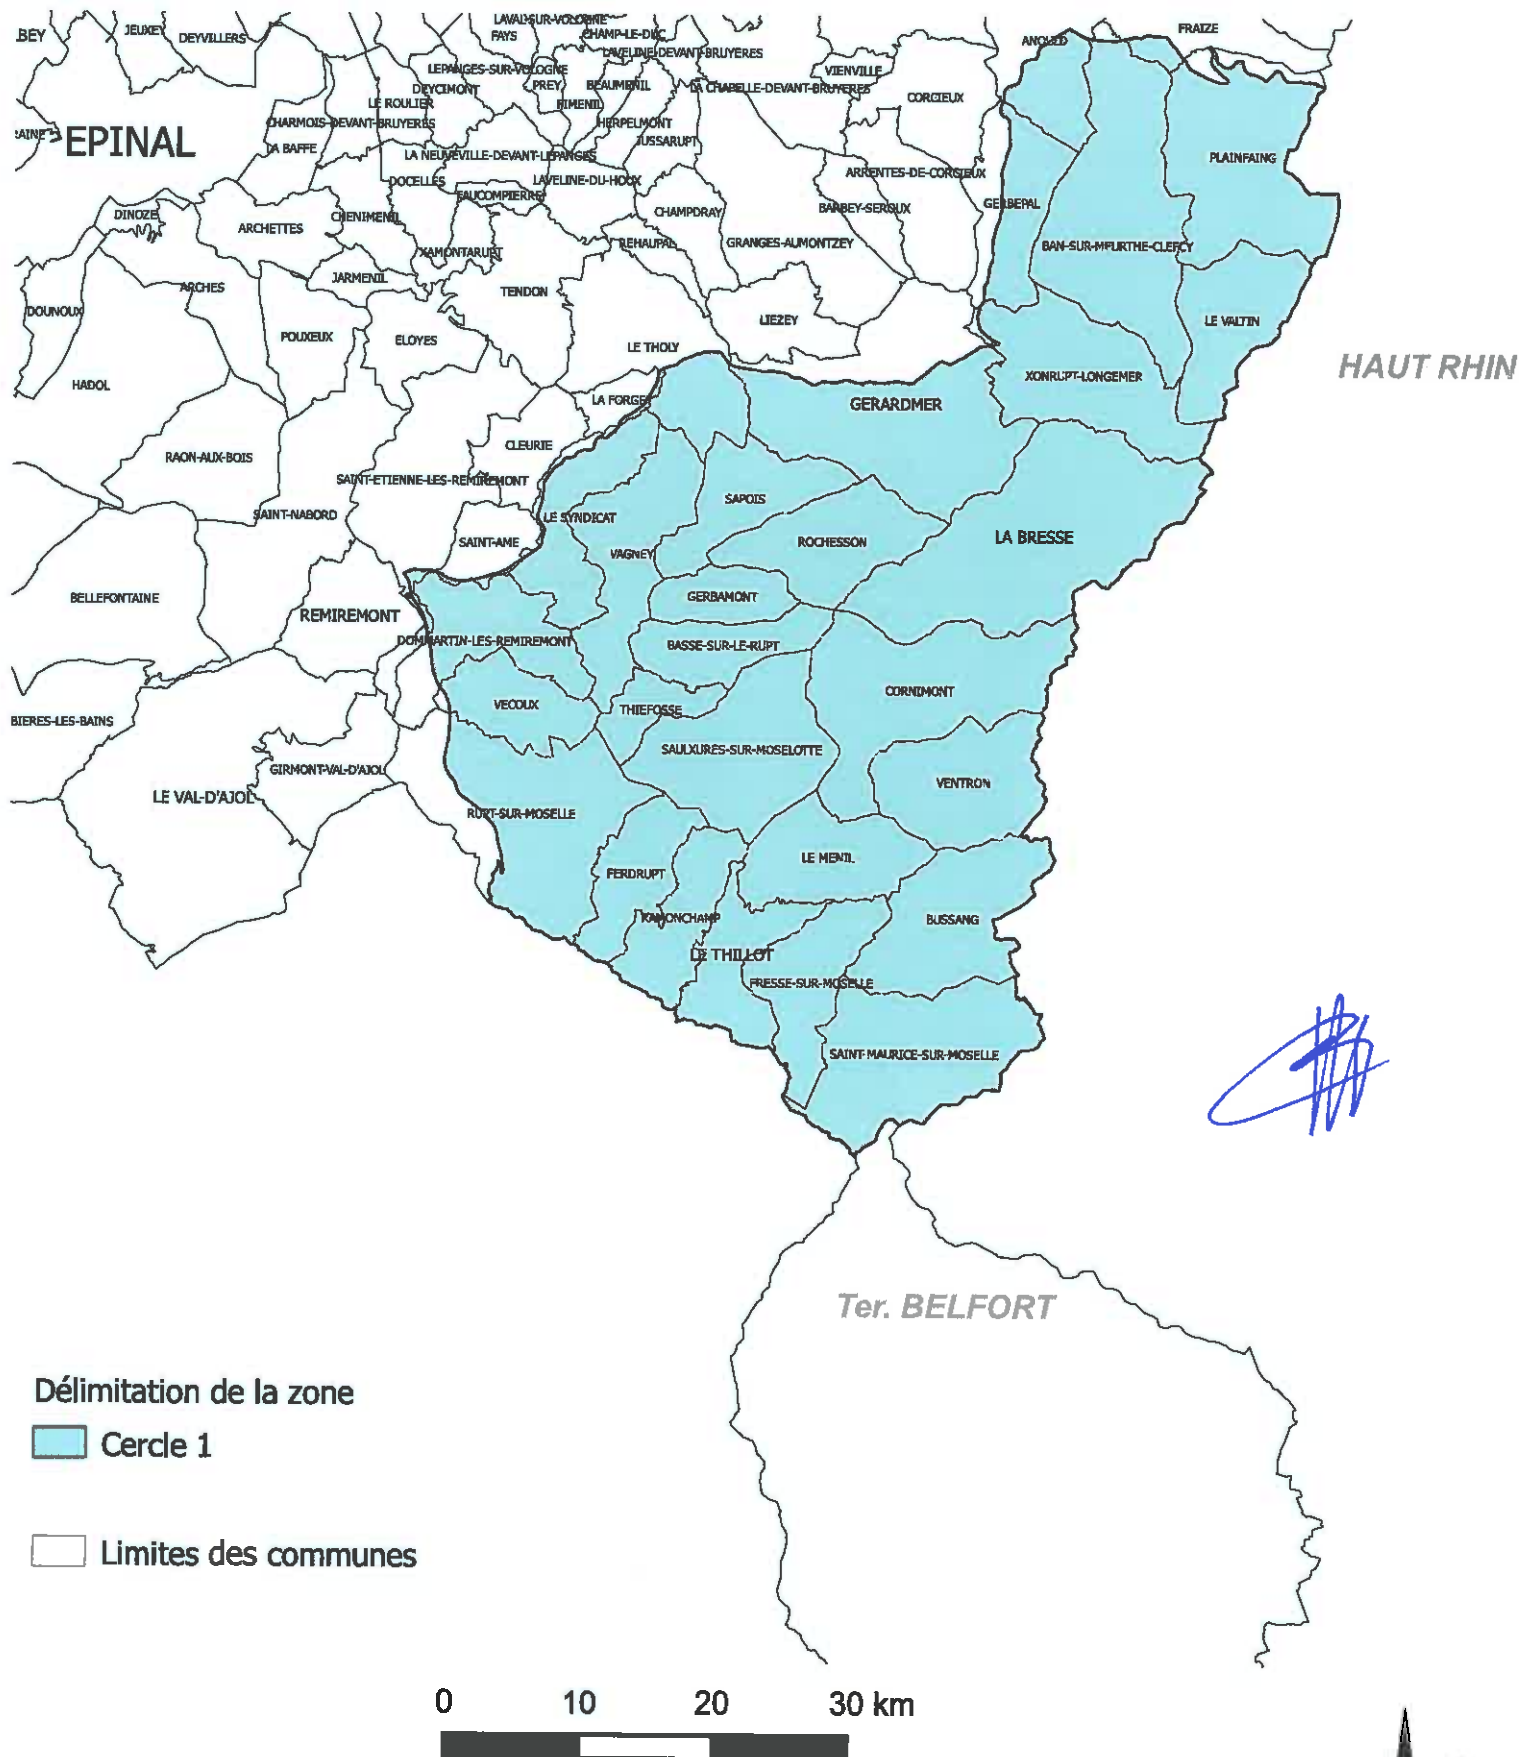 LAVAL-SUR-VOLOGNE
FRAIZE
JEUXEY
BEY
FAYS
CHAMP-LE-DUC
DEYVILLERS
ANOULD
LAVELINE-DEVANT-BRUYERES
LEPANGES-SUR-VOLOGNE
VIENVILLE
DEYCIMONT
PREY
BEAUMENIL
LA CHAPELLE-DEVANT-BRUYERES
CORCIEUX
LE ROULIER
FIMENIL
CHARMOIS-DEVANT-BRUYERES
HERPELMONT
EPINAL
JUSSARUPT
LA BAFFE
LA NEUVEVILLE-DEVANT-LEPANGES
PLAINFAING
ARRENTES-DE-CORCIEUX
DOCELLES
LAVELINE-DU-HOUX
FAUCOMPIERRE
GERBEPAL
DINOZE
CHENIMENIL
CHAMPDRAY
BARBEY-SEROUX
ARCHETTES
REHAUPAL
GRANGES-AUMONTZEY
BAN-SUR-MEURTHE-CLEFCY
XAMONTARUPT
JARMENIL
ARCHES
TENDON
DOUNOUX
LIEZEY
LE VALTIN
POUXEUX
ELOYES
LE THOLY
HAUT RHIN
HADOL
XONRUPT-LONGEMER
LA FORGE
GERARDMER
CLEURIE
RAON-AUX-BOIS
SAINT-ETIENNE-LES-REMIREMONT
SAPOIS
SAINT-NABORD
LE SYNDICAT
SAINT-AME
ROCHESSON
LA BRESSE
VAGNEY
BELLEFONTAINE
GERBAMONT
REMIREMONT
DOMMARTIN-LES-REMIREMONT
BASSE-SUR-LE-RUPT
CORNIMONT
VECOUX
THIEFOSSE
BIERES-LES-BAINS
SAULXURES-SUR-MOSELOTTE
GIRMONT-VAL-D'AJOL
VENTRON
LE VAL-D'AJOL
RUPT-SUR-MOSELLE
LE MENIL
FERDRUPT
RAMONCHAMP
BUSSANG
LE THILLOT
FRESSE-SUR-MOSELLE
SAINT-MAURICE-SUR-MOSELLE
Ter. BELFORT
Délimitation de la zone
Cercle 1
Limites des communes
0 10 20 30 km